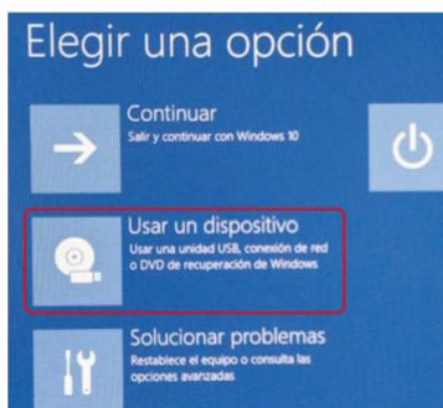 Elegir una opción
Continuar
Salir y continuar con Windows 10
Usar un dispositivo
Usar una unidad USB, conexión de red
o DVD de recuperación de Windows
Solucionar problemas
Restablece el equipo o consulta las
opciones avanzadas